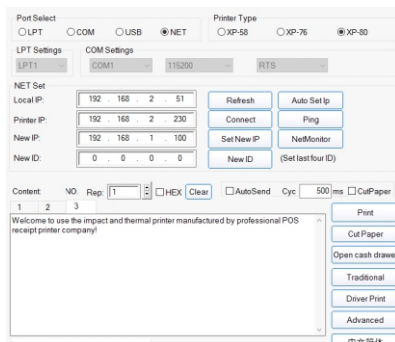 Port Select
LPT COM USB NET
Printer Type
XP-58 XP-76 XP-80
LPT Settings
LPT1
COM Settings
COM1 115200 RTS
NET Set
Local IP: 192 . 168 . 2 . 51 Refresh Auto Set Ip
Printer IP: 192 . 168 . 2 . 230 Connect Ping
New IP: 192 . 168 . 1 . 100 Set New IP NetMonitor
New ID: 0 . 0 . 0 . 0 New ID (Set last four ID)
Content: NO. Rep: 1 HEX Clear AutoSend Cyc 500 ms CutPaper
1 2 3
Welcome to use the impact and thermal printer manufactured by professional POS
receipt printer company!
Print
Cut Paper
Open cash drawe
Traditional
Driver Print
Advanced